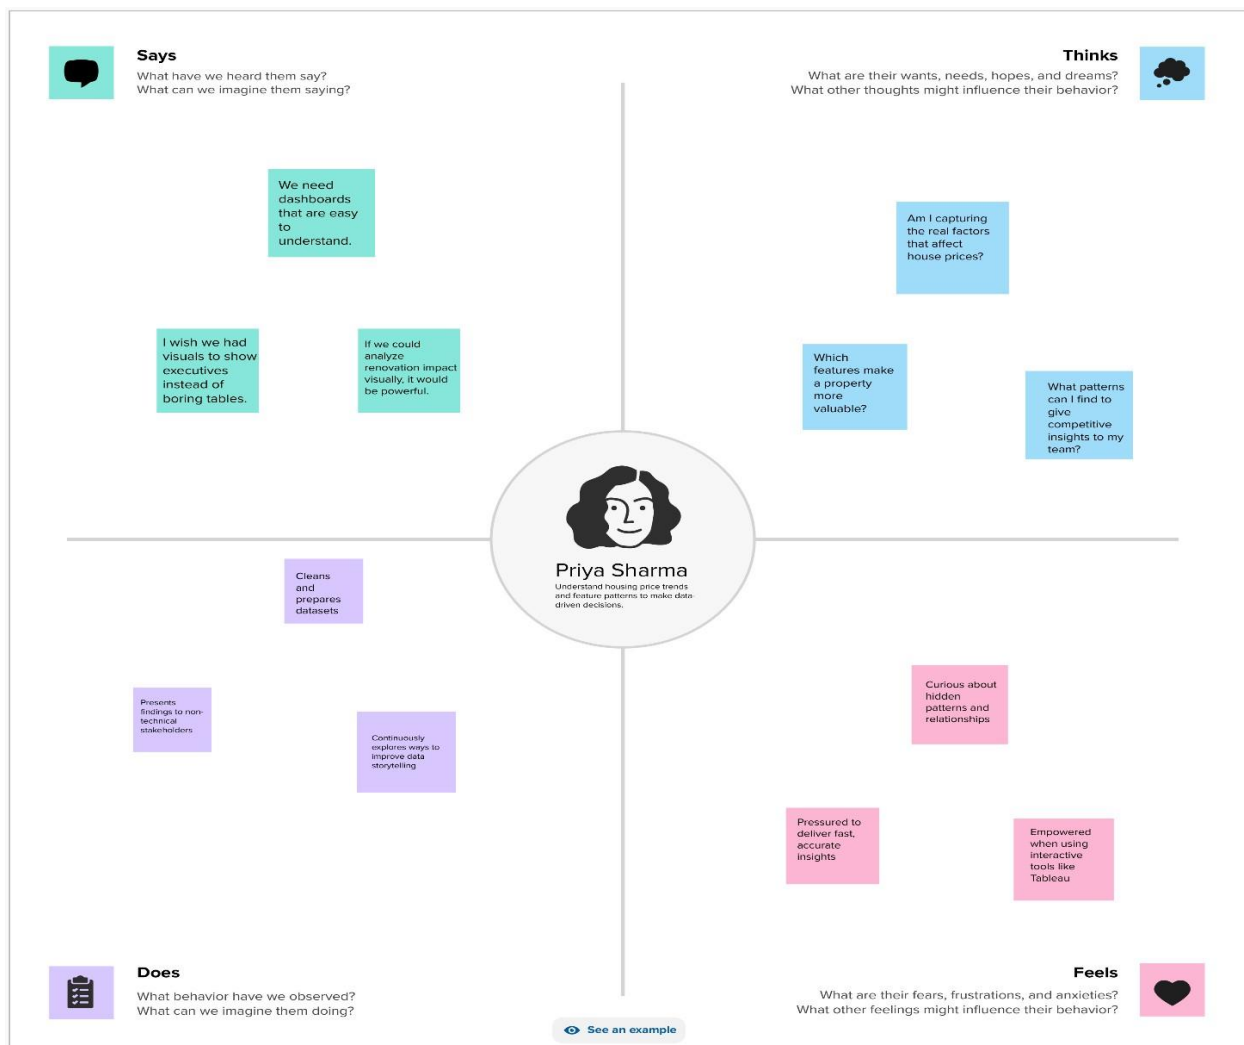 Says
What have we heard them say?
What can we imagine them saying?
Thinks
What are their wants, needs, hopes, and dreams?
What other thoughts might influence their behavior?
We need
dashboards
that are easy
to
understand.
I wish we had
visuals to show
executives
instead of
boring tables.
If we could
analyze
renovation impact
visually, it would
be powerful.
Am I capturing
the real factors
that affect
house prices?
Which
features make
a property
more
valuable?
What patterns
can I find to
give
competitive
insights to my
team?
Priya Sharma
Understand housing price trends
and feature patterns to make data-
driven decisions.
Cleans
and
prepares
datasets
Presents
findings to non-
technical
stakeholders
Continuously
explores ways to
improve data
storytelling
Curious about
hidden
patterns and
relationships
Pressured to
deliver fast,
accurate
insights
Empowered
when using
interactive
tools like
Tableau
Does
What behavior have we observed?
What can we imagine them doing?
Feels
What are their fears, frustrations, and anxieties?
What other feelings might influence their behavior?
See an example